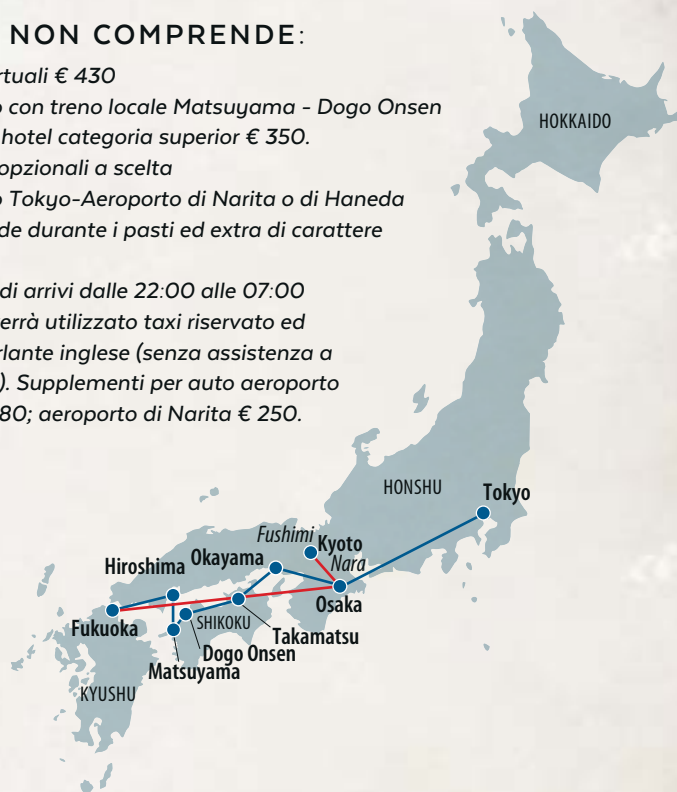 NON COMPRENDE:
rtuali € 430
con treno locale Matsuyama - Dogo Onsen
hotel categoria superior € 350.
opzionali a scelta
Tokyo-Aeroporto di Narita o di Haneda
de durante i pasti ed extra di carattere
di arrivi dalle 22:00 alle 07:00
errà utilizzato taxi riservato ed
rlante inglese (senza assistenza a
). Supplementi per auto aeroporto
80; aeroporto di Narita € 250.
HOKKAIDO
HONSHU
Tokyo
Fushimi
Kyoto
Nara
Okayama
Hiroshima
Osaka
Fukuoka
SHIKOKU
Takamatsu
Dogo Onsen
Matsuyama
KYUSHU